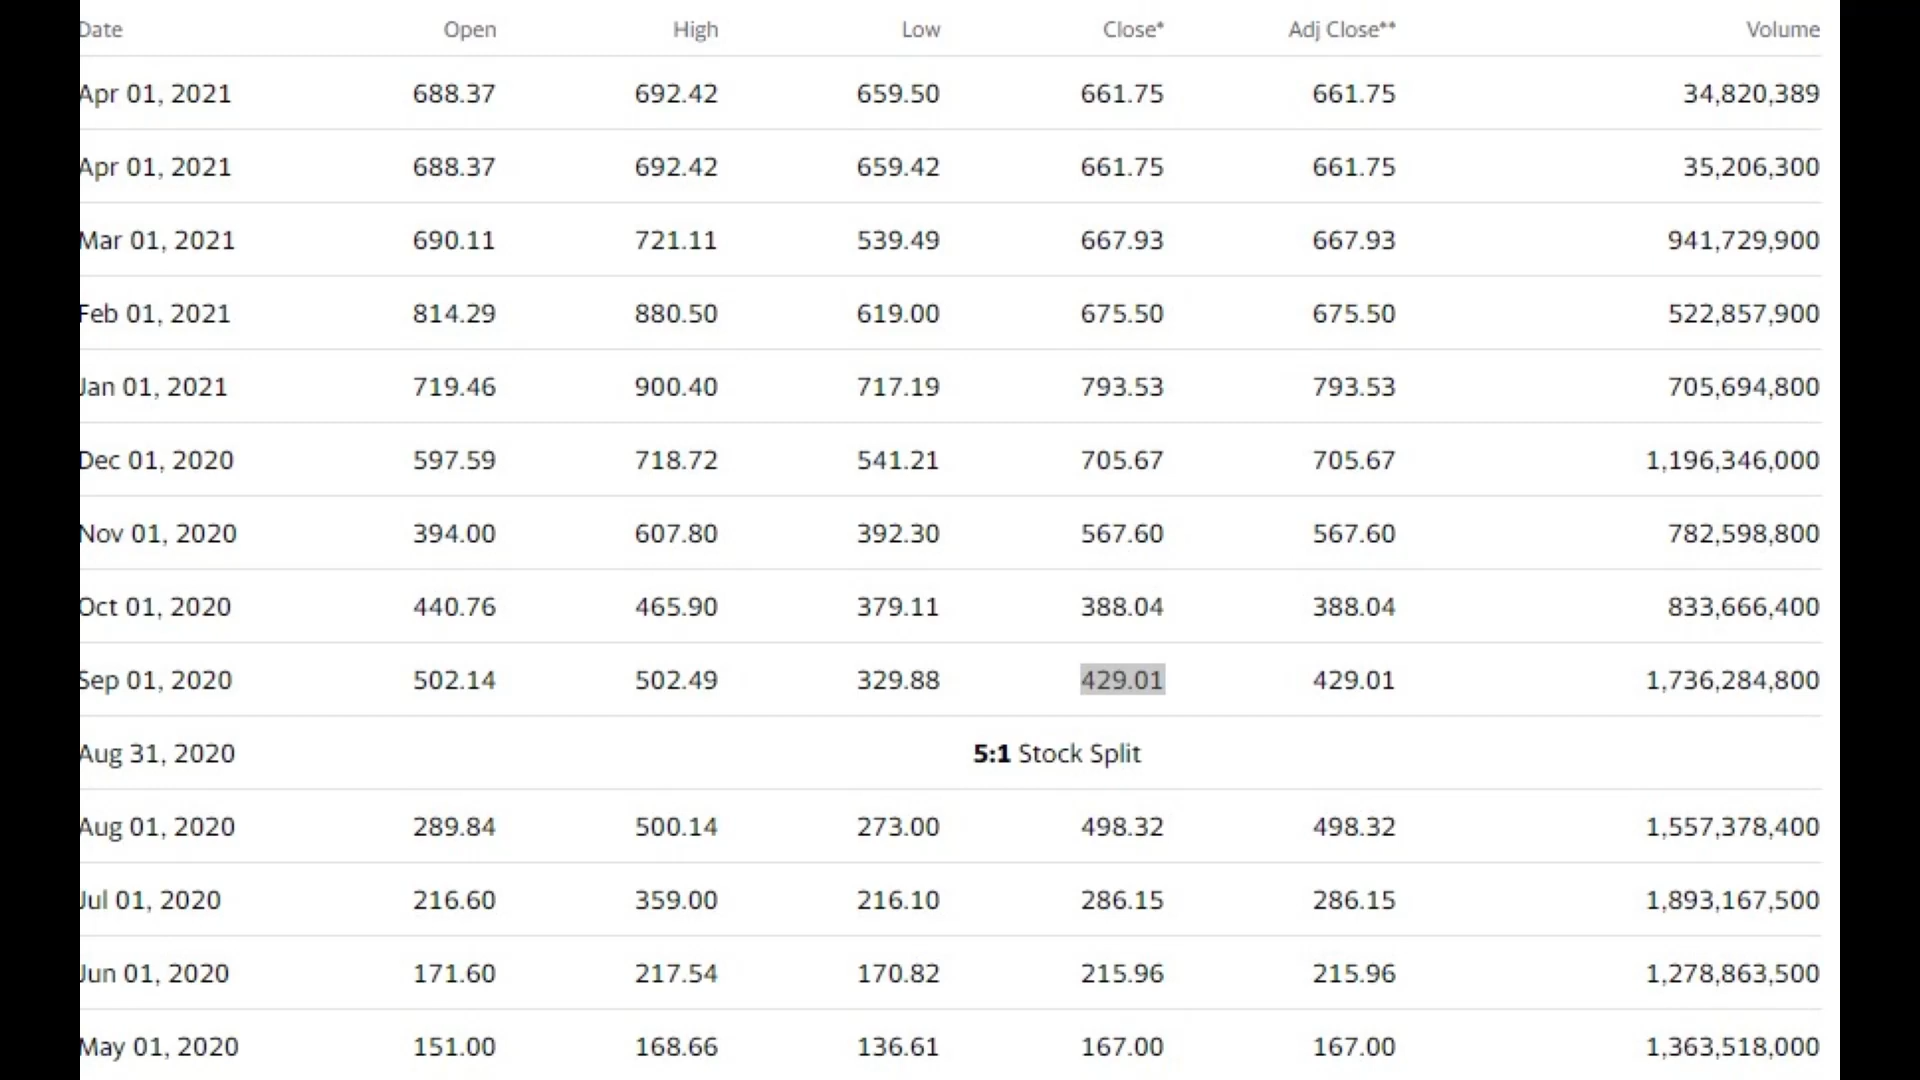 Date Open High Low Close* Adj Close** Volume
Apr 01, 2021 688.37 692.42 659.50 661.75 661.75 34,820,389
Apr 01, 2021 688.37 692.42 659.42 661.75 661.75 35,206,300
Mar 01, 2021 690.11 721.11 539.49 667.93 667.93 941,729,900
Feb 01, 2021 814.29 880.50 619.00 675.50 675.50 522,857,900
Jan 01, 2021 719.46 900.40 717.19 793.53 793.53 705,694,800
Dec 01, 2020 597.59 718.72 541.21 705.67 705.67 1,196,346,000
Nov 01, 2020 394.00 607.80 392.30 567.60 567.60 782,598,800
Oct 01, 2020 440.76 465.90 379.11 388.04 388.04 833,666,400
Sep 01, 2020 502.14 502.49 329.88 429.01 429.01 1,736,284,800
Aug 31, 2020 5:1 Stock Split
Aug 01, 2020 289.84 500.14 273.00 498.32 498.32 1,557,378,400
Jul 01, 2020 216.60 359.00 216.10 286.15 286.15 1,893,167,500
Jun 01, 2020 171.60 217.54 170.82 215.96 215.96 1,278,863,500
May 01, 2020 151.00 168.66 136.61 167.00 167.00 1,363,518,000